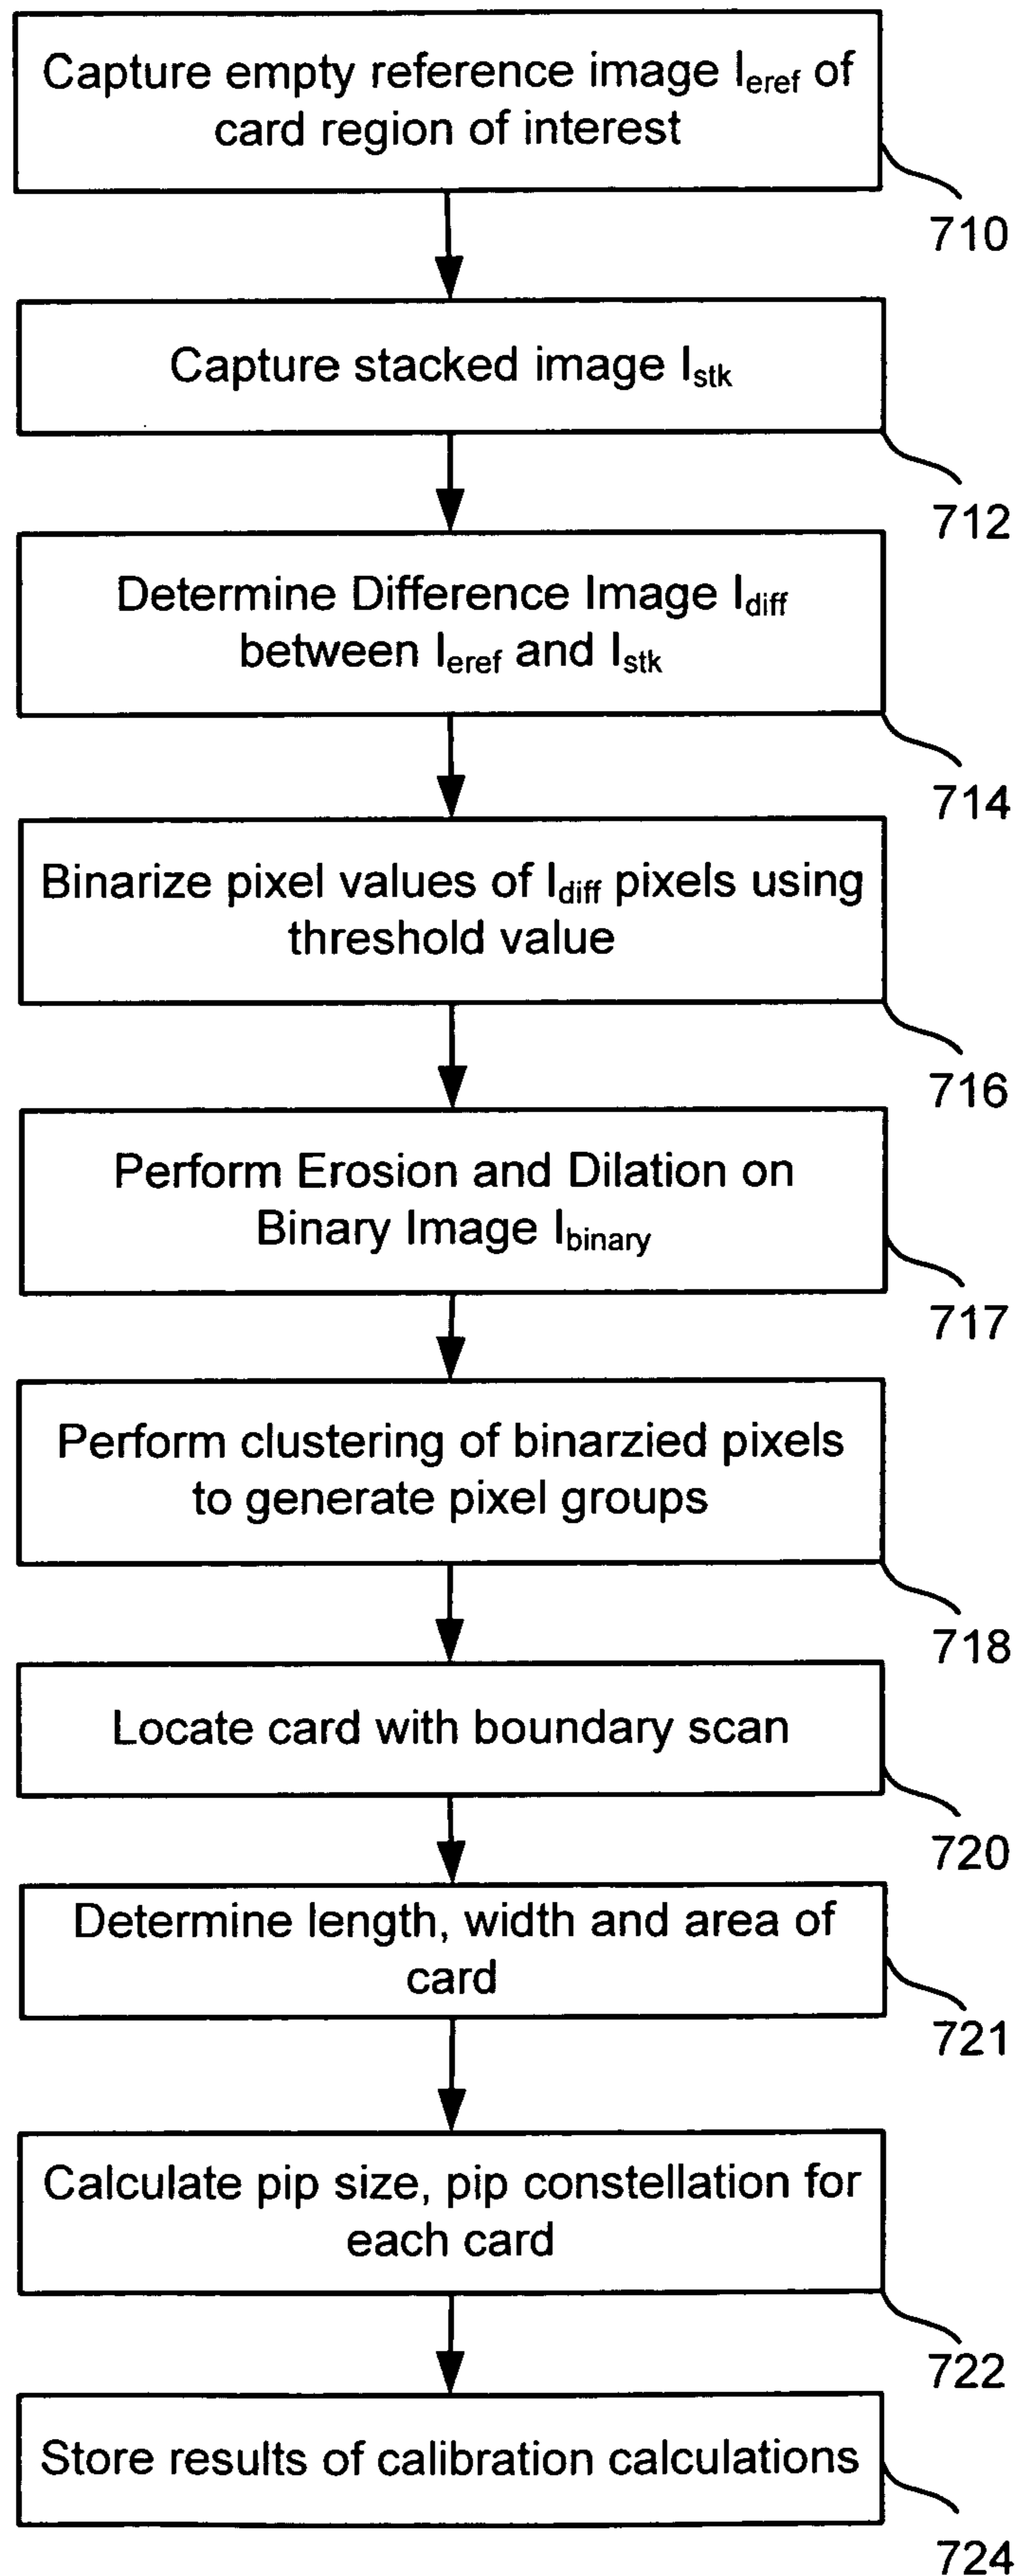 Capture empty reference image Ieref of
card region of interest
710
Capture stacked image Istk
712
Determine Difference Image Idiff
between Ieref and Istk
714
Binarize pixel values of Idiff pixels using
threshold value
716
Perform Erosion and Dilation on
Binary Image Ibinary
717
Perform clustering of binarzied pixels
to generate pixel groups
718
Locate card with boundary scan
720
Determine length, width and area of
card
721
Calculate pip size, pip constellation for
each card
722
Store results of calibration calculations
724